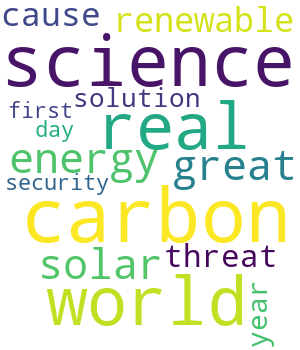 cause renewable
science
solution
first real
day
energy great
security
carbon
solar threat
world year